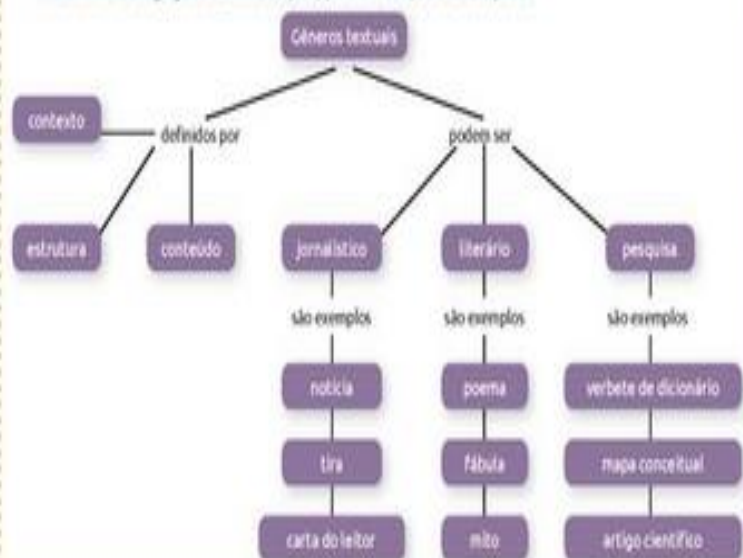 Gêneros textuais
contexto
definidos por
podem ser
estrutura
conteúdo
jornalístico
literário
pesquisa
são exemplos
são exemplos
são exemplos
notícia
poema
verbete de dicionário
tira
fábula
mapa conceitual
carta do leitor
mito
artigo científico